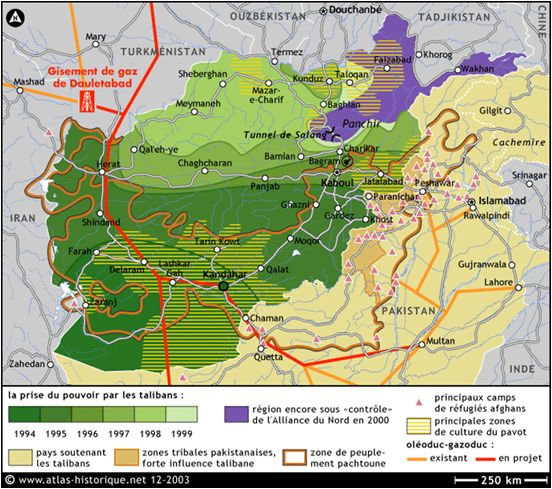 OUZBÉKISTAN
Douchanbé
TADJIKISTAN
CHINE
Mary
TURKMÉNISTAN
Termez
Faizabad
Khorog
Gisement de gaz
de Dauletabad
Sheberghan
Kunduz
Taloqan
Wakhan
Mashad
Mazar-
e-Charif
Meymaneh
Baghlan
Gilgit
Panchir
Tunnel de Salang
Qal'eh-ye
Charikar
Cachemire
Bamian
Bagram
Herat
Chaghcharan
Srinagar
Kaboul
Panjab
Jalalabad
Peshawar
IRAN
Paranichar
Islamabad
Ghazni
Rawalpindi
Shindand
Gardez
Khost
Tarin Kowt
Moqor
Farah
Lashkar
Gah
Delaram
Qalat
Gujranwala
Kandahar
Lahore
Zaranj
PAKISTAN
Chaman
Multan
Zahedan
Quetta
INDE
la prise du pouvoir par les talibans :
1994 1995 1996 1997 1998 1999
région encore sous «contrôle»
de l'Alliance du Nord en 2000
principaux camps
de réfugiés afghans
principales zones
de culture du pavot
pays soutenant
les talibans
zones tribales pakistanaises,
forte influence talibane
zone de peuple-
ment pachtoune
oléoduc-gazoduc :
existant
en projet
© www.atlas-historique.net 12-2003
250 km